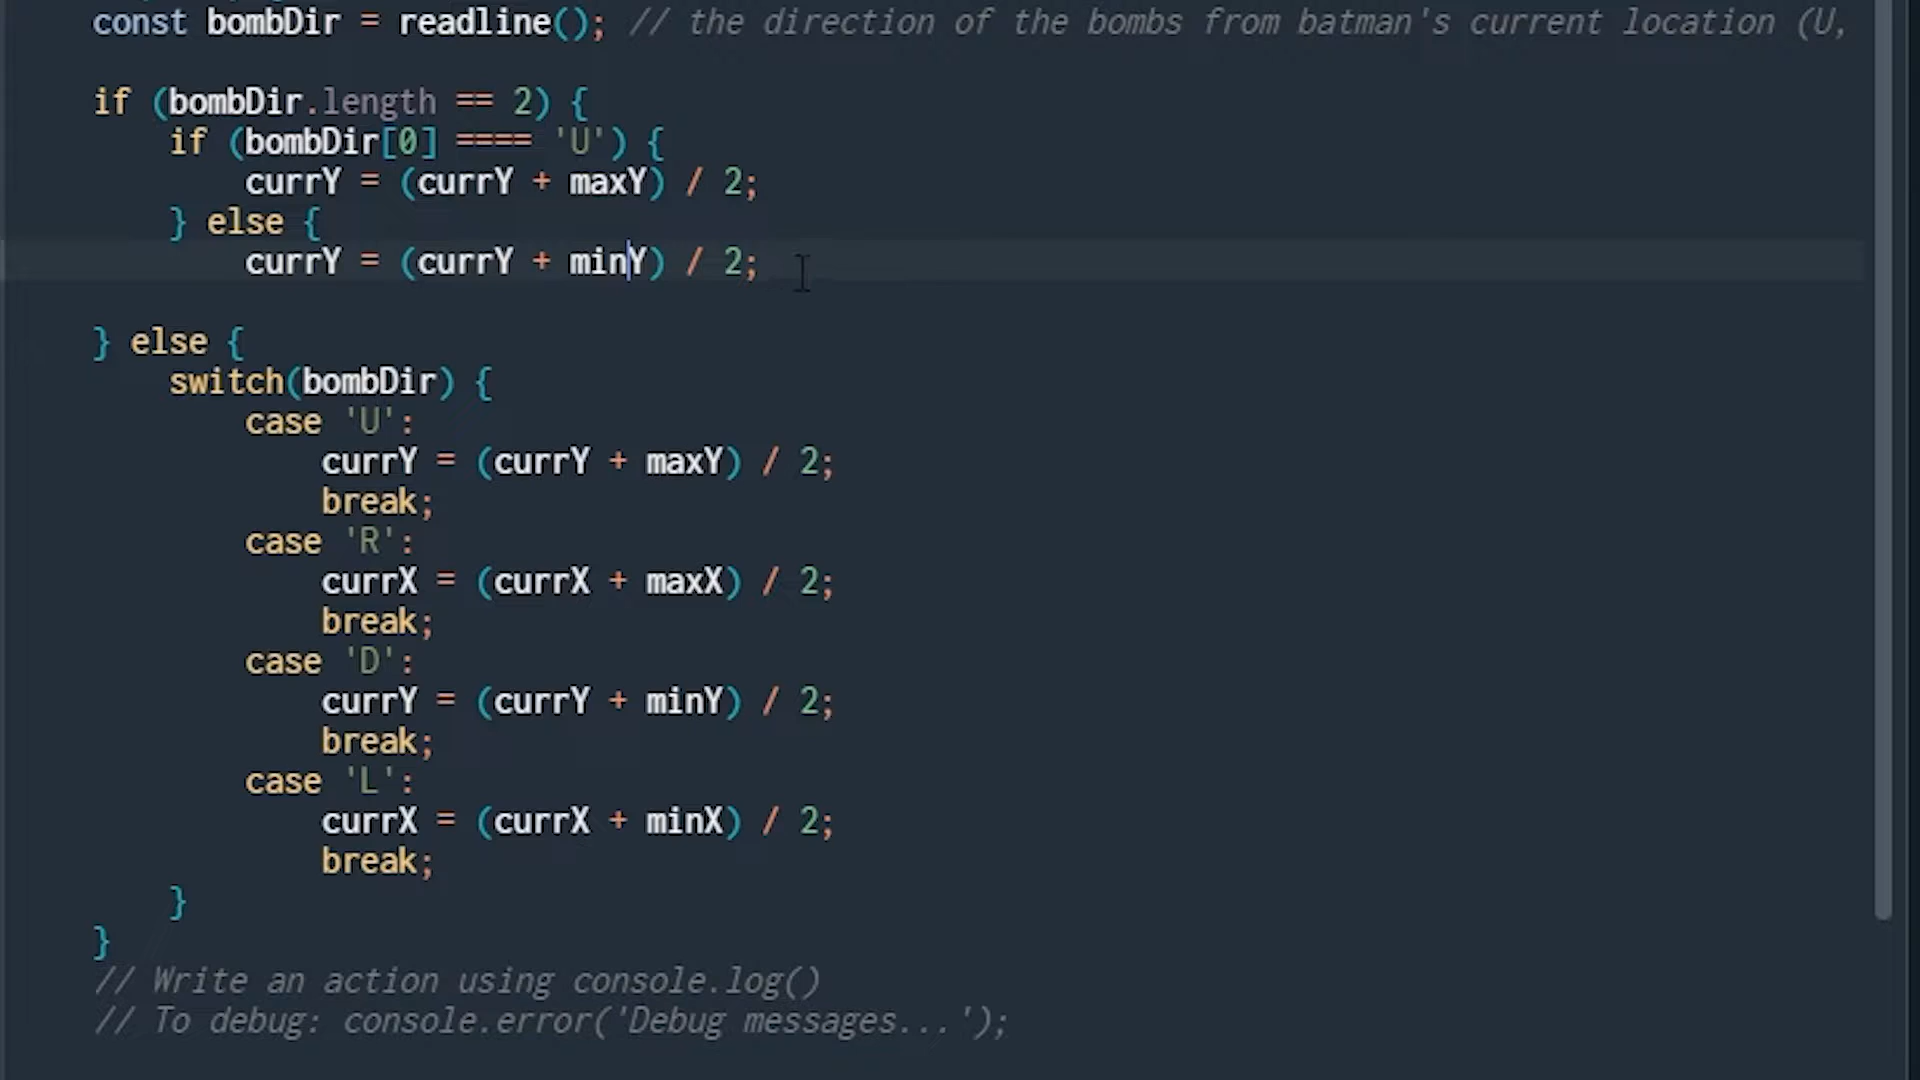 const bombDir = readline(); // the direction of the bombs from batman's current location (U,
if (bombDir.length == 2) {
if (bombDir[0] ==== 'U') {
currY = (currY + maxY) / 2;
} else {
currY = (currY + minY) / 2;
} else {
switch(bombDir) {
case 'U':
currY = (currY + maxY) / 2;
break;
case 'R':
currX = (currX + maxX) / 2;
break;
case 'D':
currY = (currY + minY) / 2;
break;
case 'L':
currX = (currX + minX) / 2;
break;
}
}
// Write an action using console.log()
// To debug: console.error('Debug messages...');